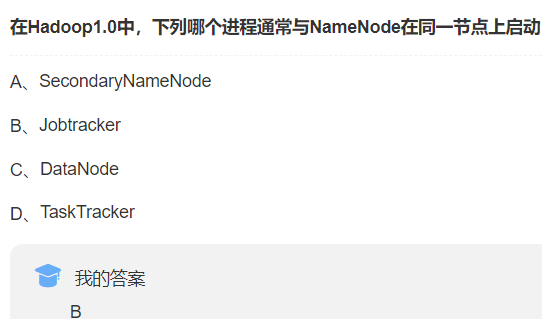 在Hadoop1.0中，下列哪个进程通常与NameNode在同一节点上启动
A、SecondaryNameNode
B、Jobtracker
C、DataNode
D、TaskTracker
我的答案
B